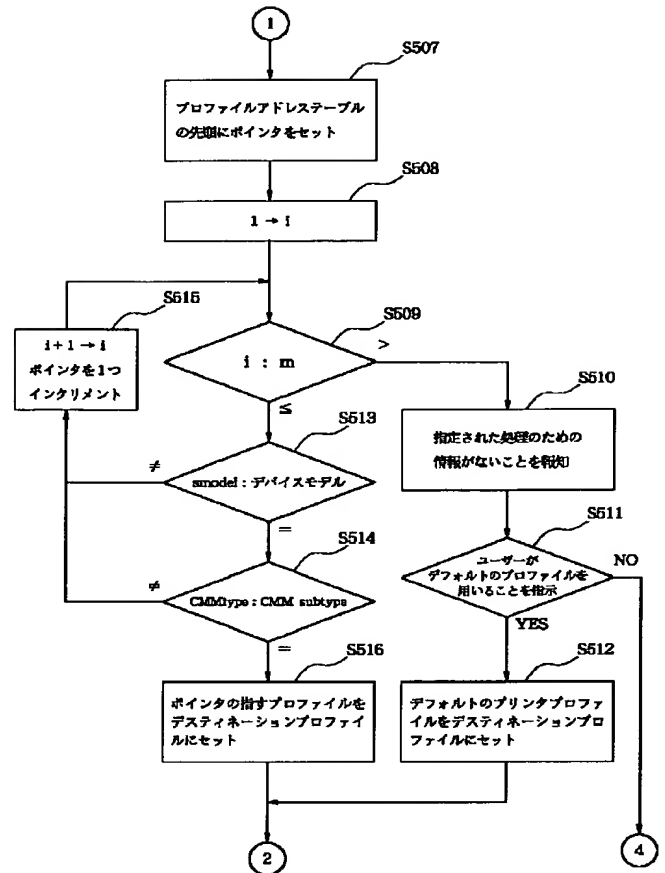 1
S507
プロファイルアドレステーブル
の先頭にポインタをセット
S508
1 → i
S515
i+1 → i
ポインタを1つ
インクリメント
S509
i : m
>
≤
S510
指定された処理のための
情報がないことを報知
S513
≠
smodel:デバイスモデル
=
S511
ユーザーが
デフォルトのプロファイルを
用いることを指示
NO
YES
S514
≠
CMMtype:CMM subtype
=
S516
ポインタの指すプロファイルを
デスティネーションプロファイ
ルにセット
S512
デフォルトのプリンタプロフ
ァイルをデスティネーションプロ
ファイルにセット
2
4